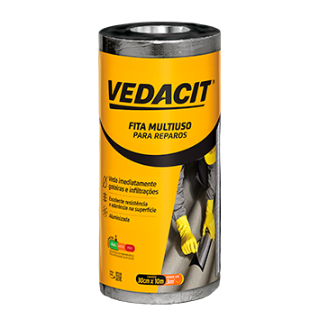 VEDACIT®
FITA MULTIUSO
PARA REPAROS
Veda imediatamente
goteiras e infiltrações
Excelente resistência
e aderência na superfície
Aluminizada
30cm x 10m